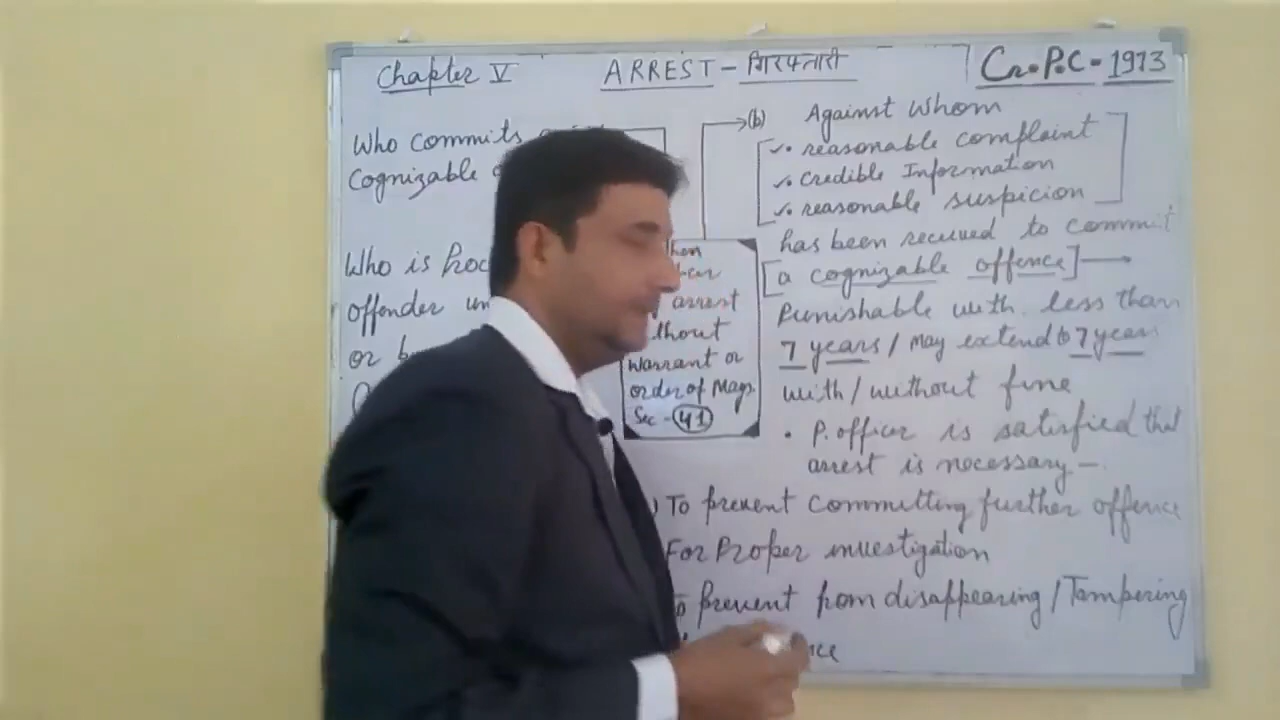 Chapter V
ARREST - गिरफ्तारी
Cr.P.C - 1973
Who commits
Cognizable
Who is Proc
offender un
or b
arrest
thout
warrant or
order of Mags.
Sec - 41
(b) Against Whom
reasonable complaint
credible Information
reasonable suspicion
has been received to commit
[a cognizable offence]
Punishable with less than
7 years / may extend to 7 years
with / without fine
• P. officer is satisfied that
arrest is necessary -
) To prevent committing further offence
For Proper investigation
To prevent from disappearing / Tampering